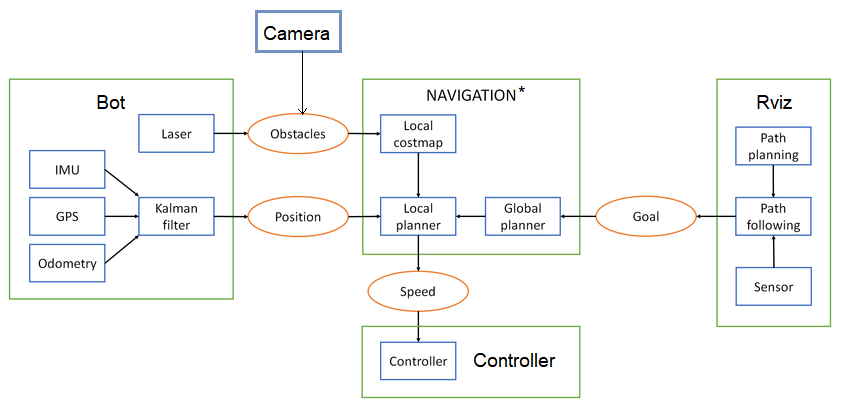 Camera
Bot
NAVIGATION*
Rviz
Laser
Obstacles
Local
costmap
Path
planning
IMU
GPS
Kalman
filter
Position
Local
planner
Global
planner
Goal
Path
following
Odometry
Speed
Sensor
Controller
Controller